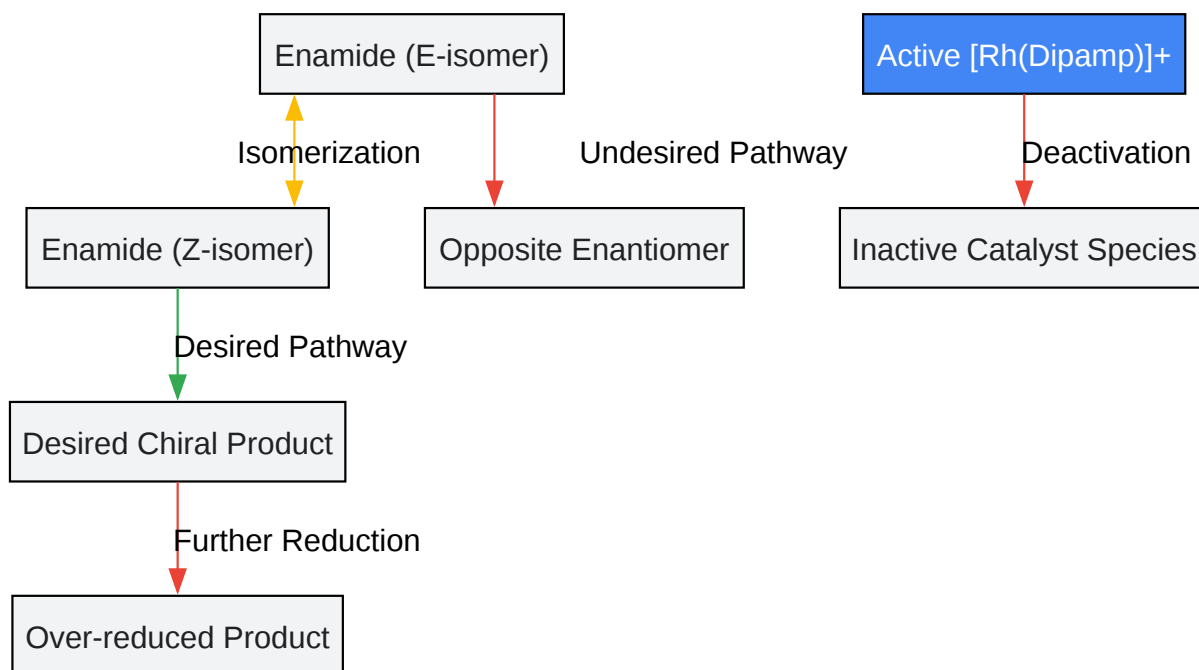 Enamide (E-isomer)
Active [Rh(Dipamp)]+
Isomerization
Undesired Pathway
Deactivation
Enamide (Z-isomer)
Opposite Enantiomer
Inactive Catalyst Species
Desired Pathway
Desired Chiral Product
Further Reduction
Over-reduced Product